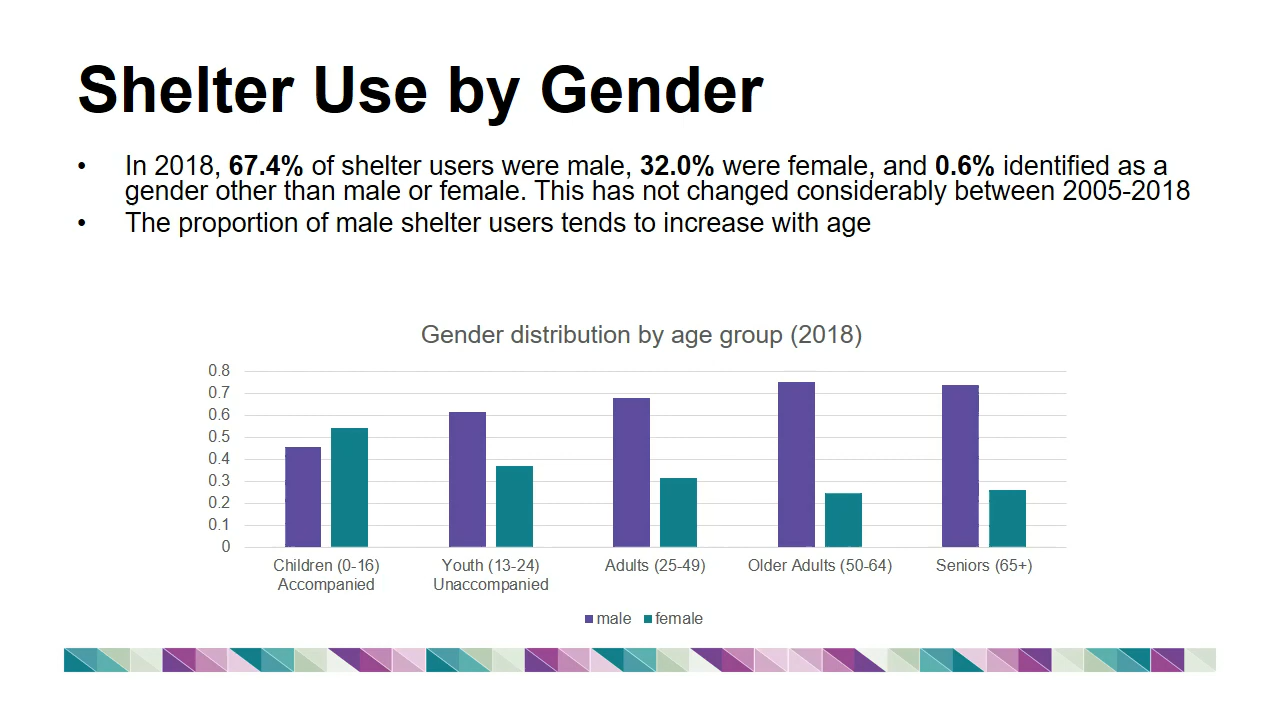 Shelter Use by Gender
• In 2018, 67.4% of shelter users were male, 32.0% were female, and 0.6% identified as a
gender other than male or female. This has not changed considerably between 2005-2018
• The proportion of male shelter users tends to increase with age
Gender distribution by age group (2018)
0.8
0.7
0.6
0.5
0.4
0.3
0.2
0.1
0
Children (0-16) Youth (13-24) Adults (25-49) Older Adults (50-64) Seniors (65+)
Accompanied Unaccompanied
male female